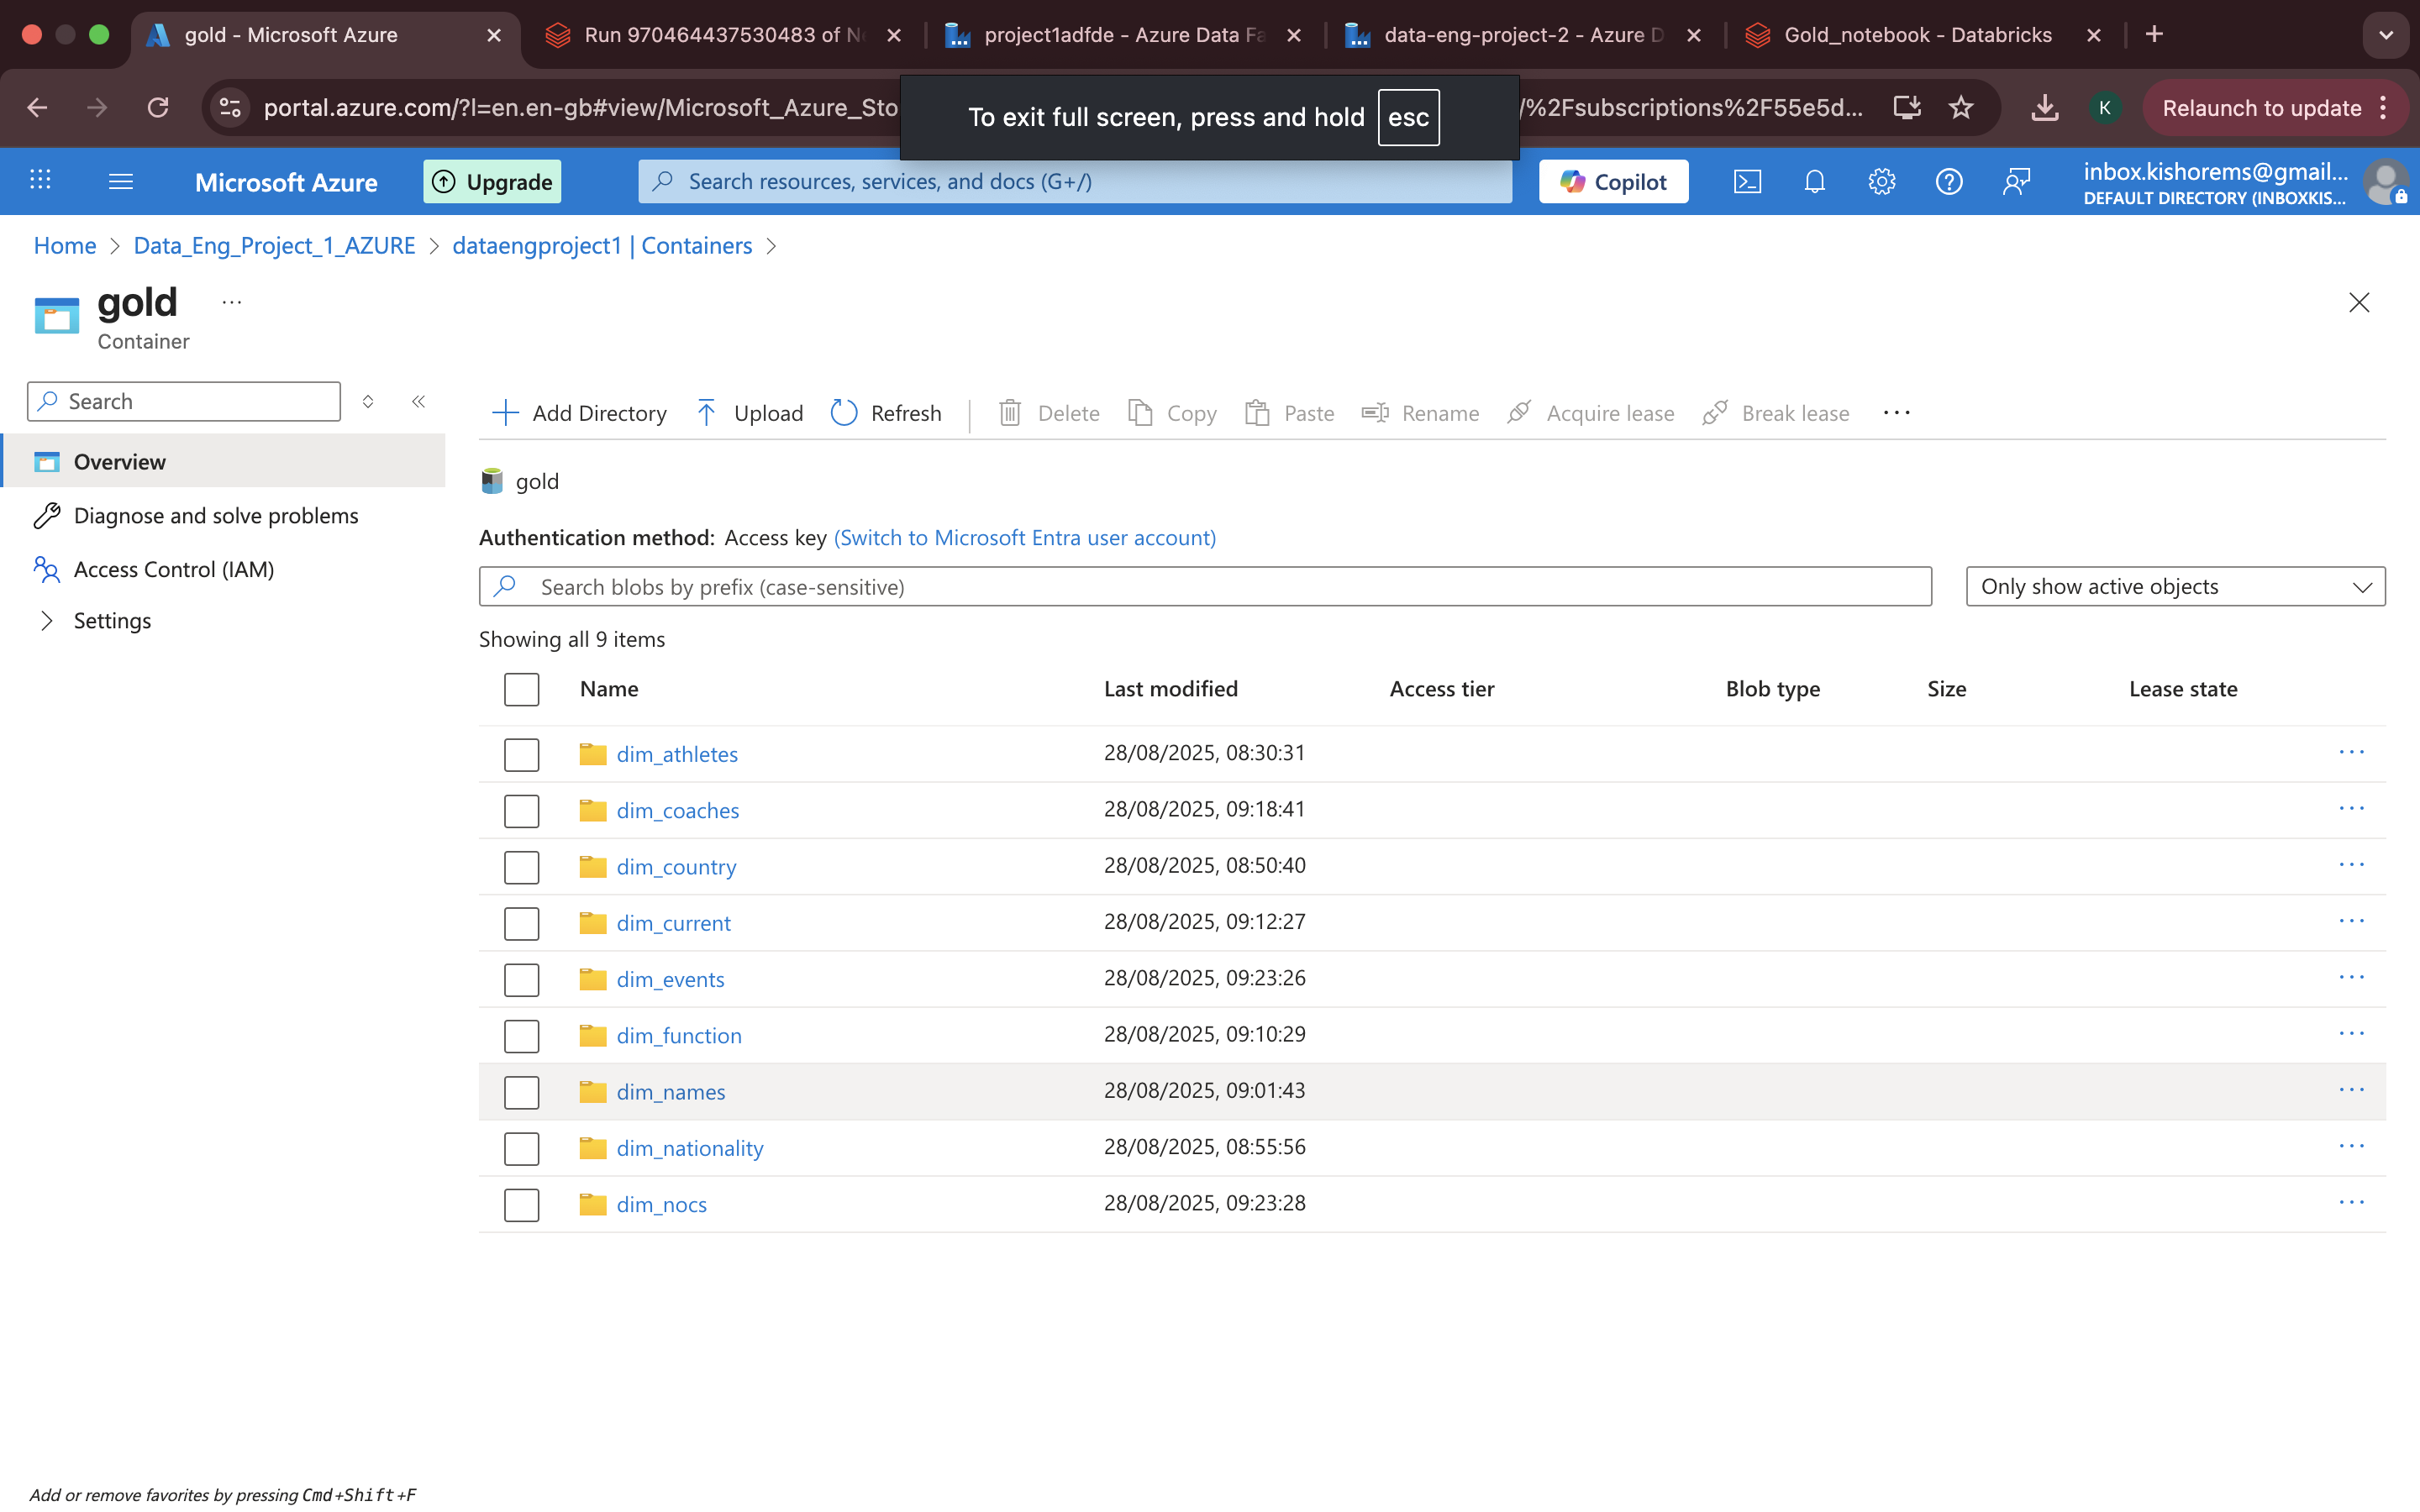 gold - Microsoft Azure
Run 970464437530483 of N
project1adfde - Azure Data Fa
data-eng-project-2 - Azure D
Gold_notebook - Databricks
portal.azure.com/?l=en.en-gb#view/Microsoft_Azure_Sto
/%2Fsubscriptions%2F55e5d...
K
Relaunch to update
To exit full screen, press and hold esc
Microsoft Azure
Upgrade
Search resources, services, and docs (G+/)
Copilot
inbox.kishorems@gmail...
DEFAULT DIRECTORY (INBOXKIS...
Home > Data_Eng_Project_1_AZURE > dataengproject1 | Containers >
gold ...
Container
Search
Overview
Diagnose and solve problems
Access Control (IAM)
Settings
Add Directory
Upload
Refresh
Delete
Copy
Paste
Rename
Acquire lease
Break lease
gold
Authentication method: Access key (Switch to Microsoft Entra user account)
Search blobs by prefix (case-sensitive)
Only show active objects
Showing all 9 items
Name Last modified Access tier Blob type Size Lease state
dim_athletes 28/08/2025, 08:30:31
dim_coaches 28/08/2025, 09:18:41
dim_country 28/08/2025, 08:50:40
dim_current 28/08/2025, 09:12:27
dim_events 28/08/2025, 09:23:26
dim_function 28/08/2025, 09:10:29
dim_names 28/08/2025, 09:01:43
dim_nationality 28/08/2025, 08:55:56
dim_nocs 28/08/2025, 09:23:28
Add or remove favorites by pressing Cmd+Shift+F